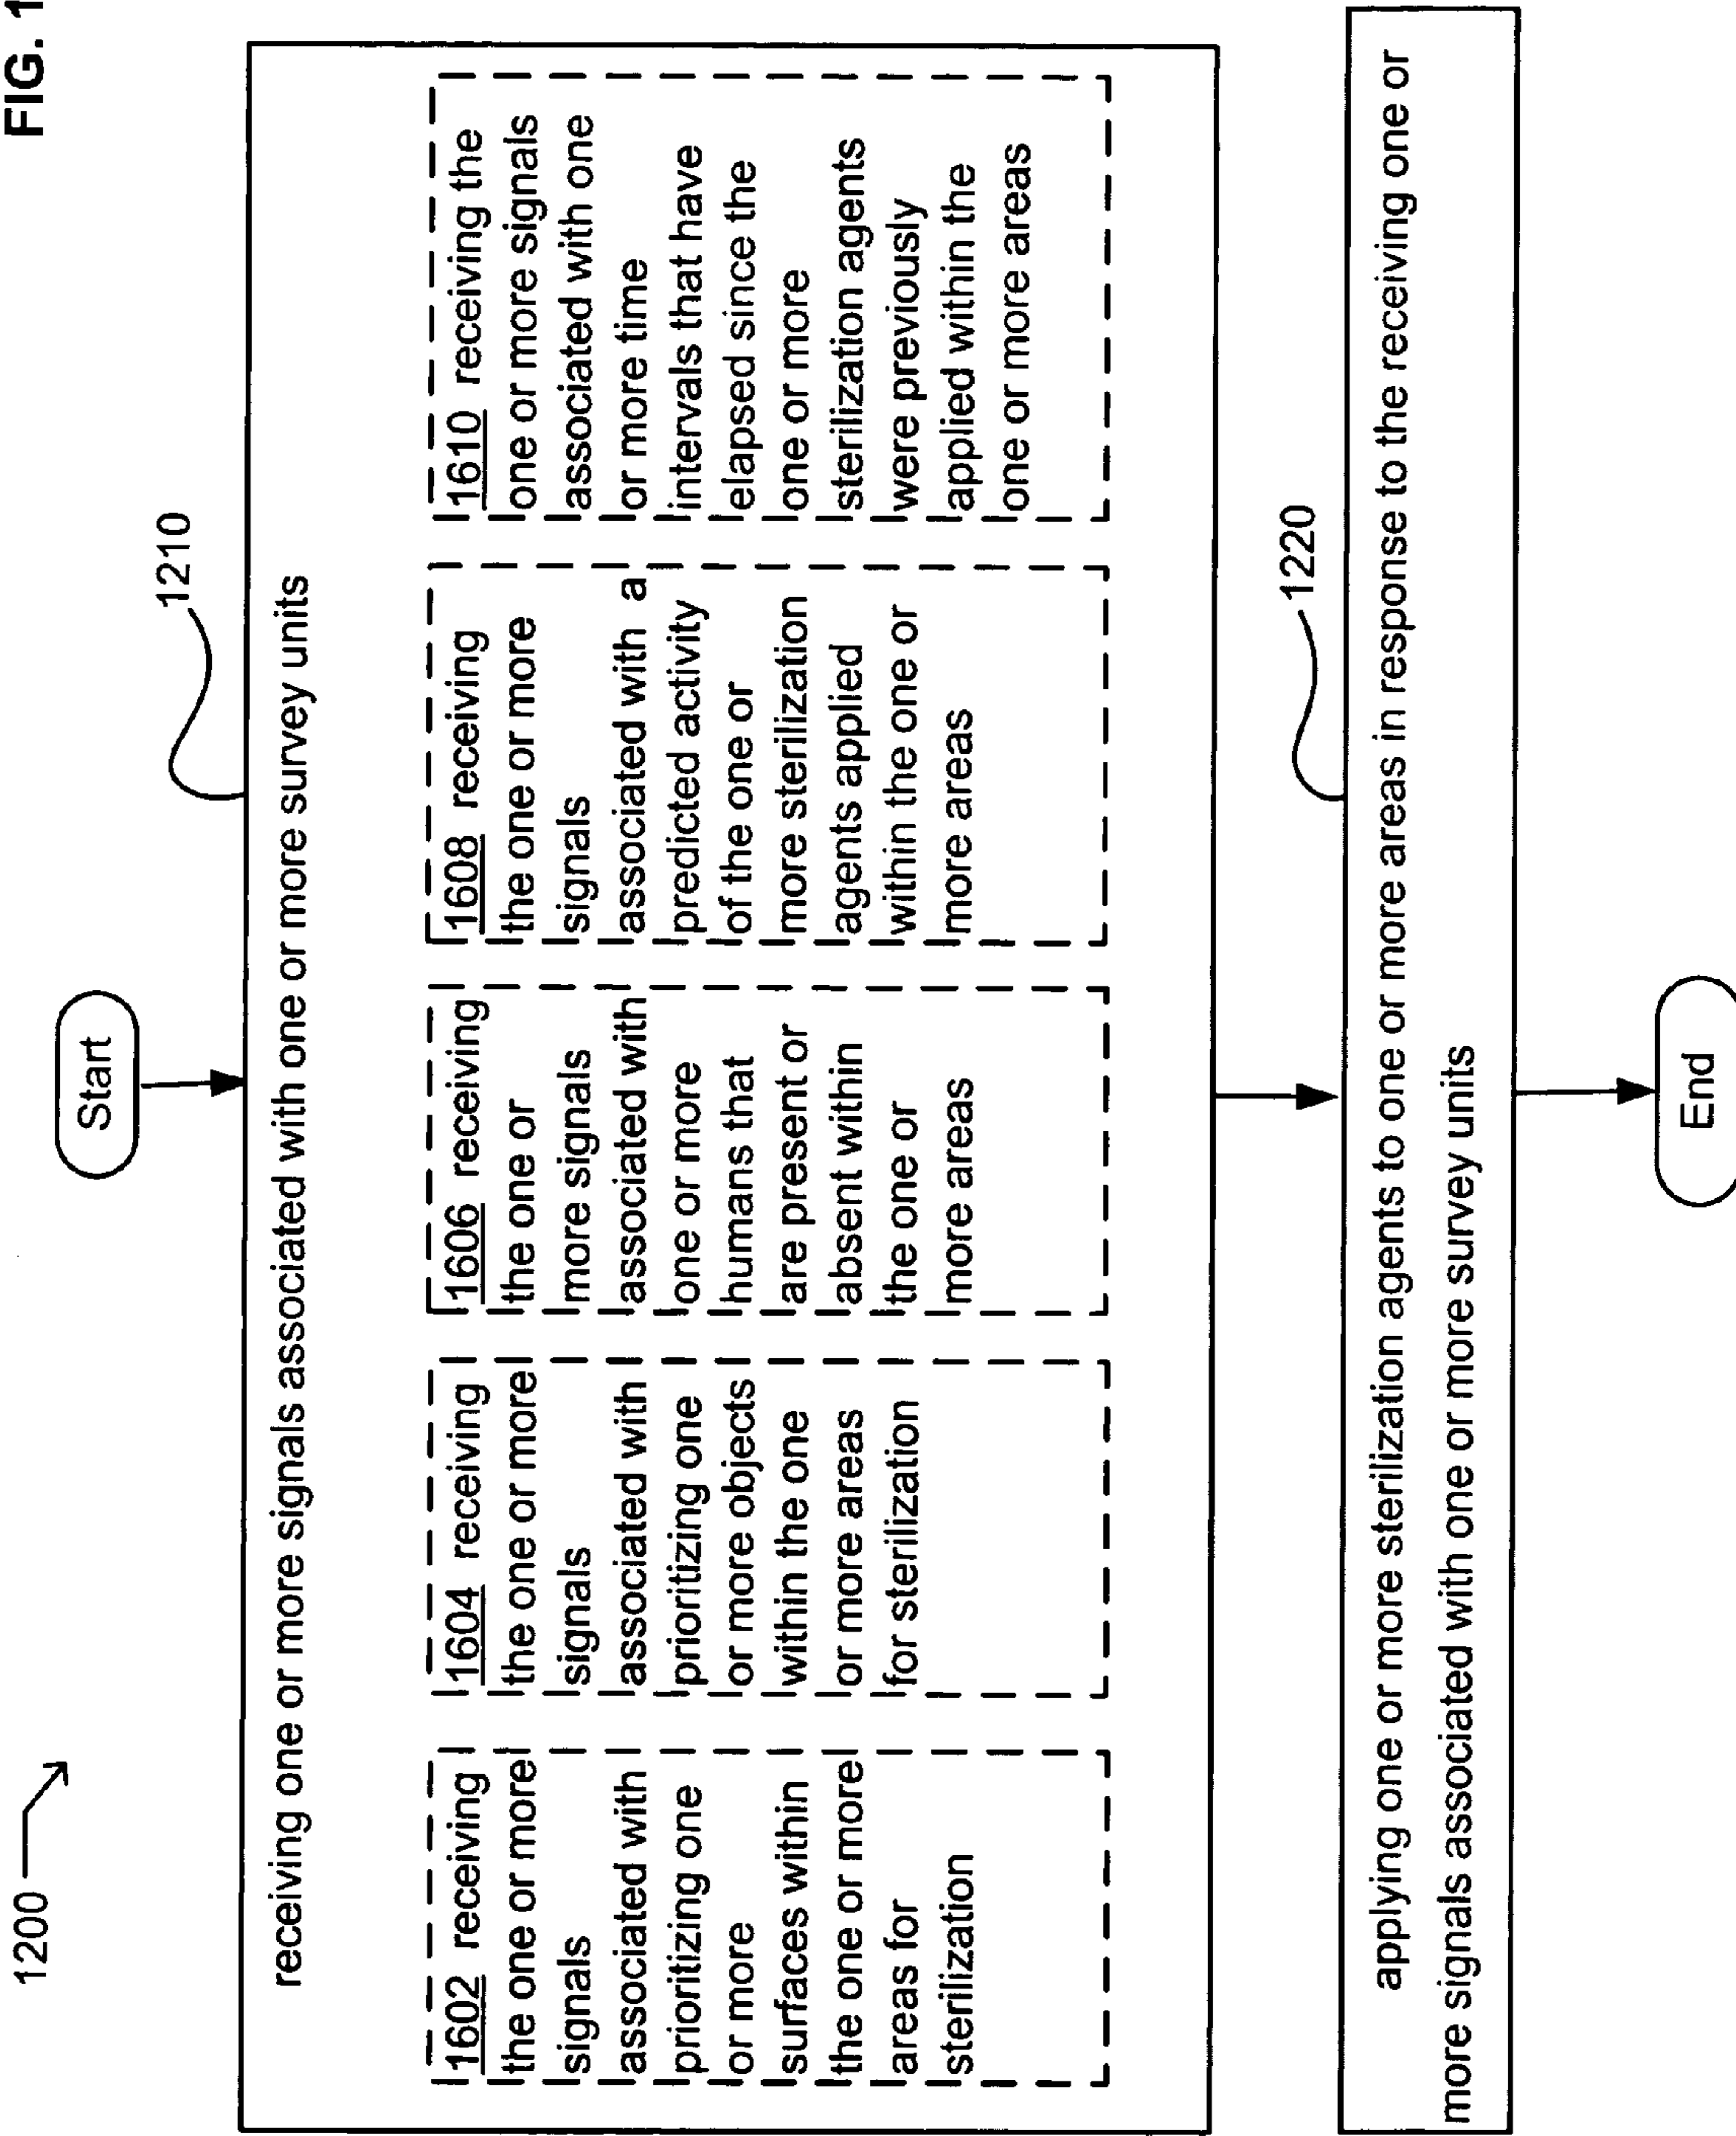 FIG. 1
1200
Start
1210
receiving one or more signals associated with one or more survey units
1602 receiving
the one or more
signals
associated with
prioritizing one
or more
surfaces within
the one or more
areas for
sterilization
1604 receiving
the one or more
signals
associated with
prioritizing one
or more objects
within the one
or more areas
for sterilization
1606 receiving
the one or
more signals
associated with
one or more
humans that
are present or
absent within
the one or
more areas
1608 receiving
the one or more
signals
associated with a
predicted activity
of the one or
more sterilization
agents applied
within the one or
more areas
1610 receiving the
one or more signals
associated with one
or more time
intervals that have
elapsed since the
one or more
sterilization agents
were previously
applied within the
one or more areas
1220
applying one or more sterilization agents to one or more areas in response to the receiving one or
more signals associated with one or more survey units
End